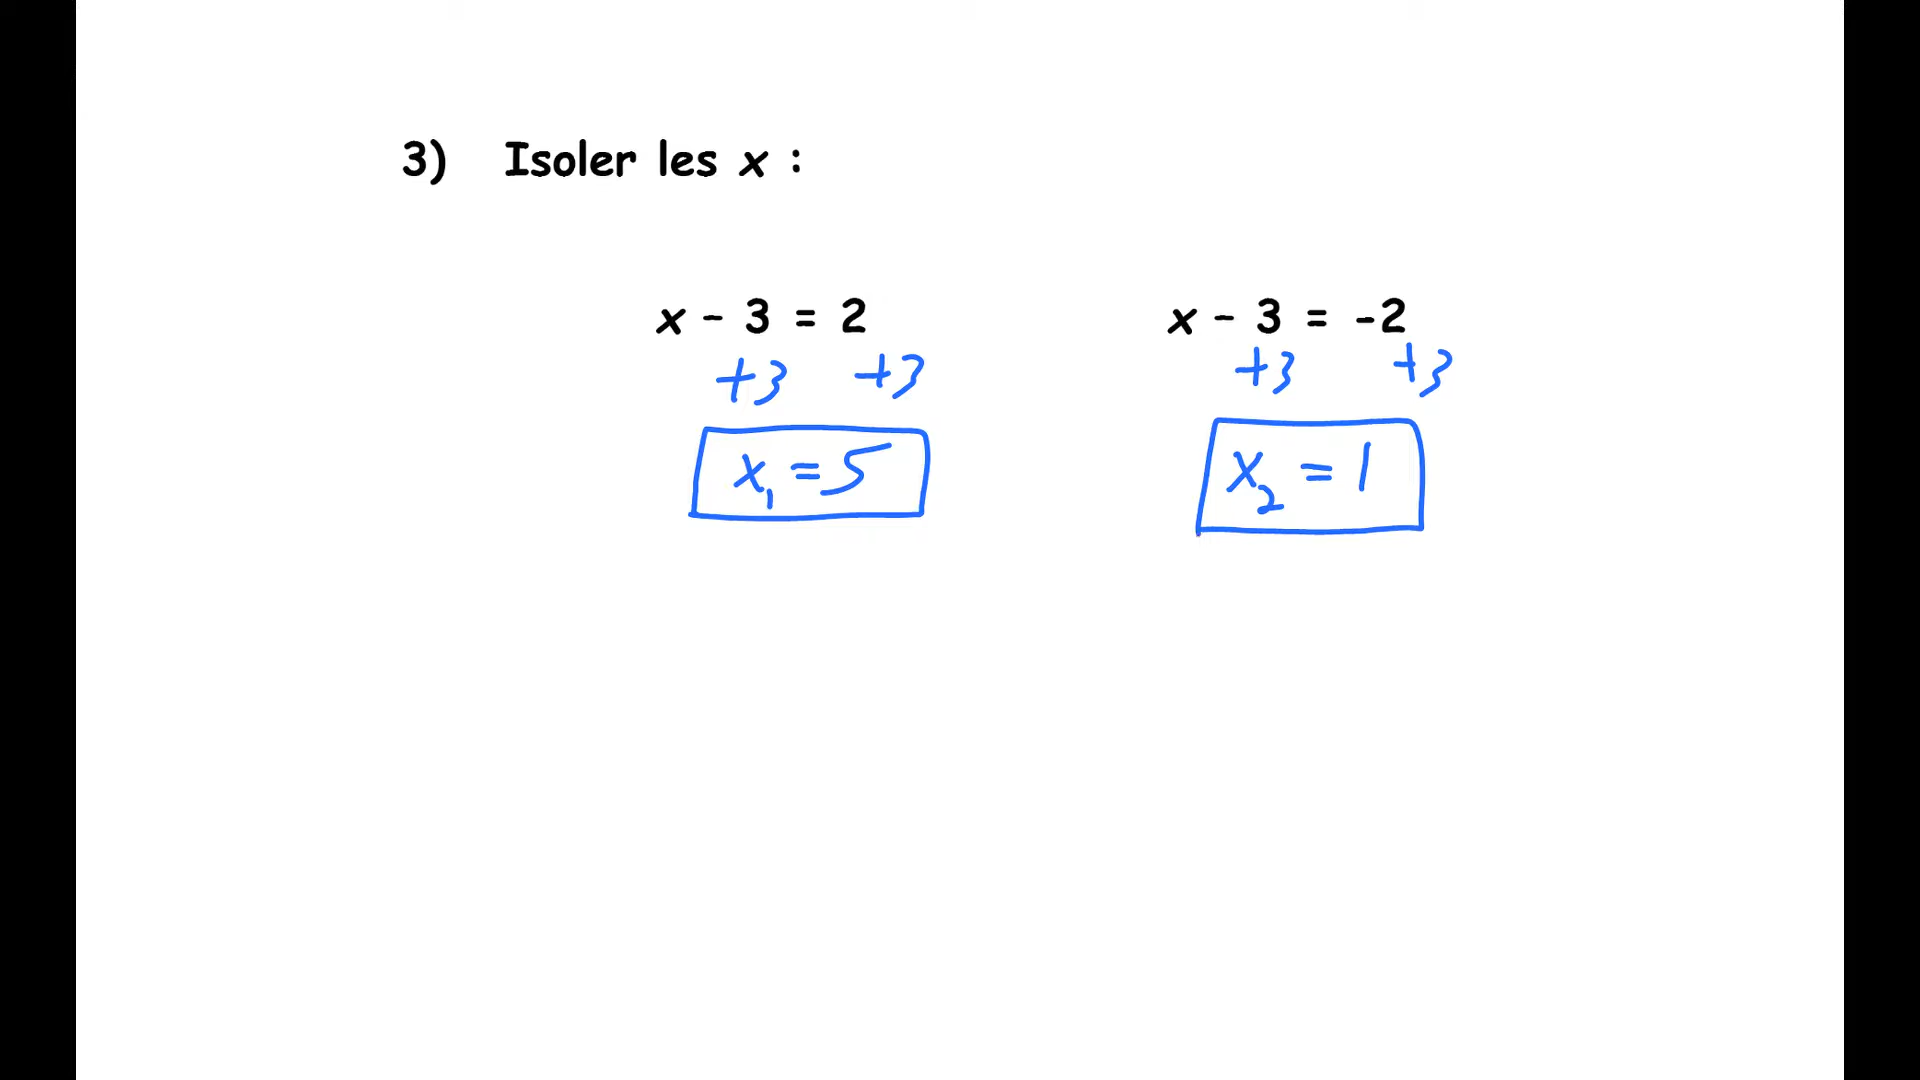 3) Isoler les x :
x - 3 = 2 x - 3 = -2
+3 +3 +3 +3
x₁ = 5 x₂ = 1